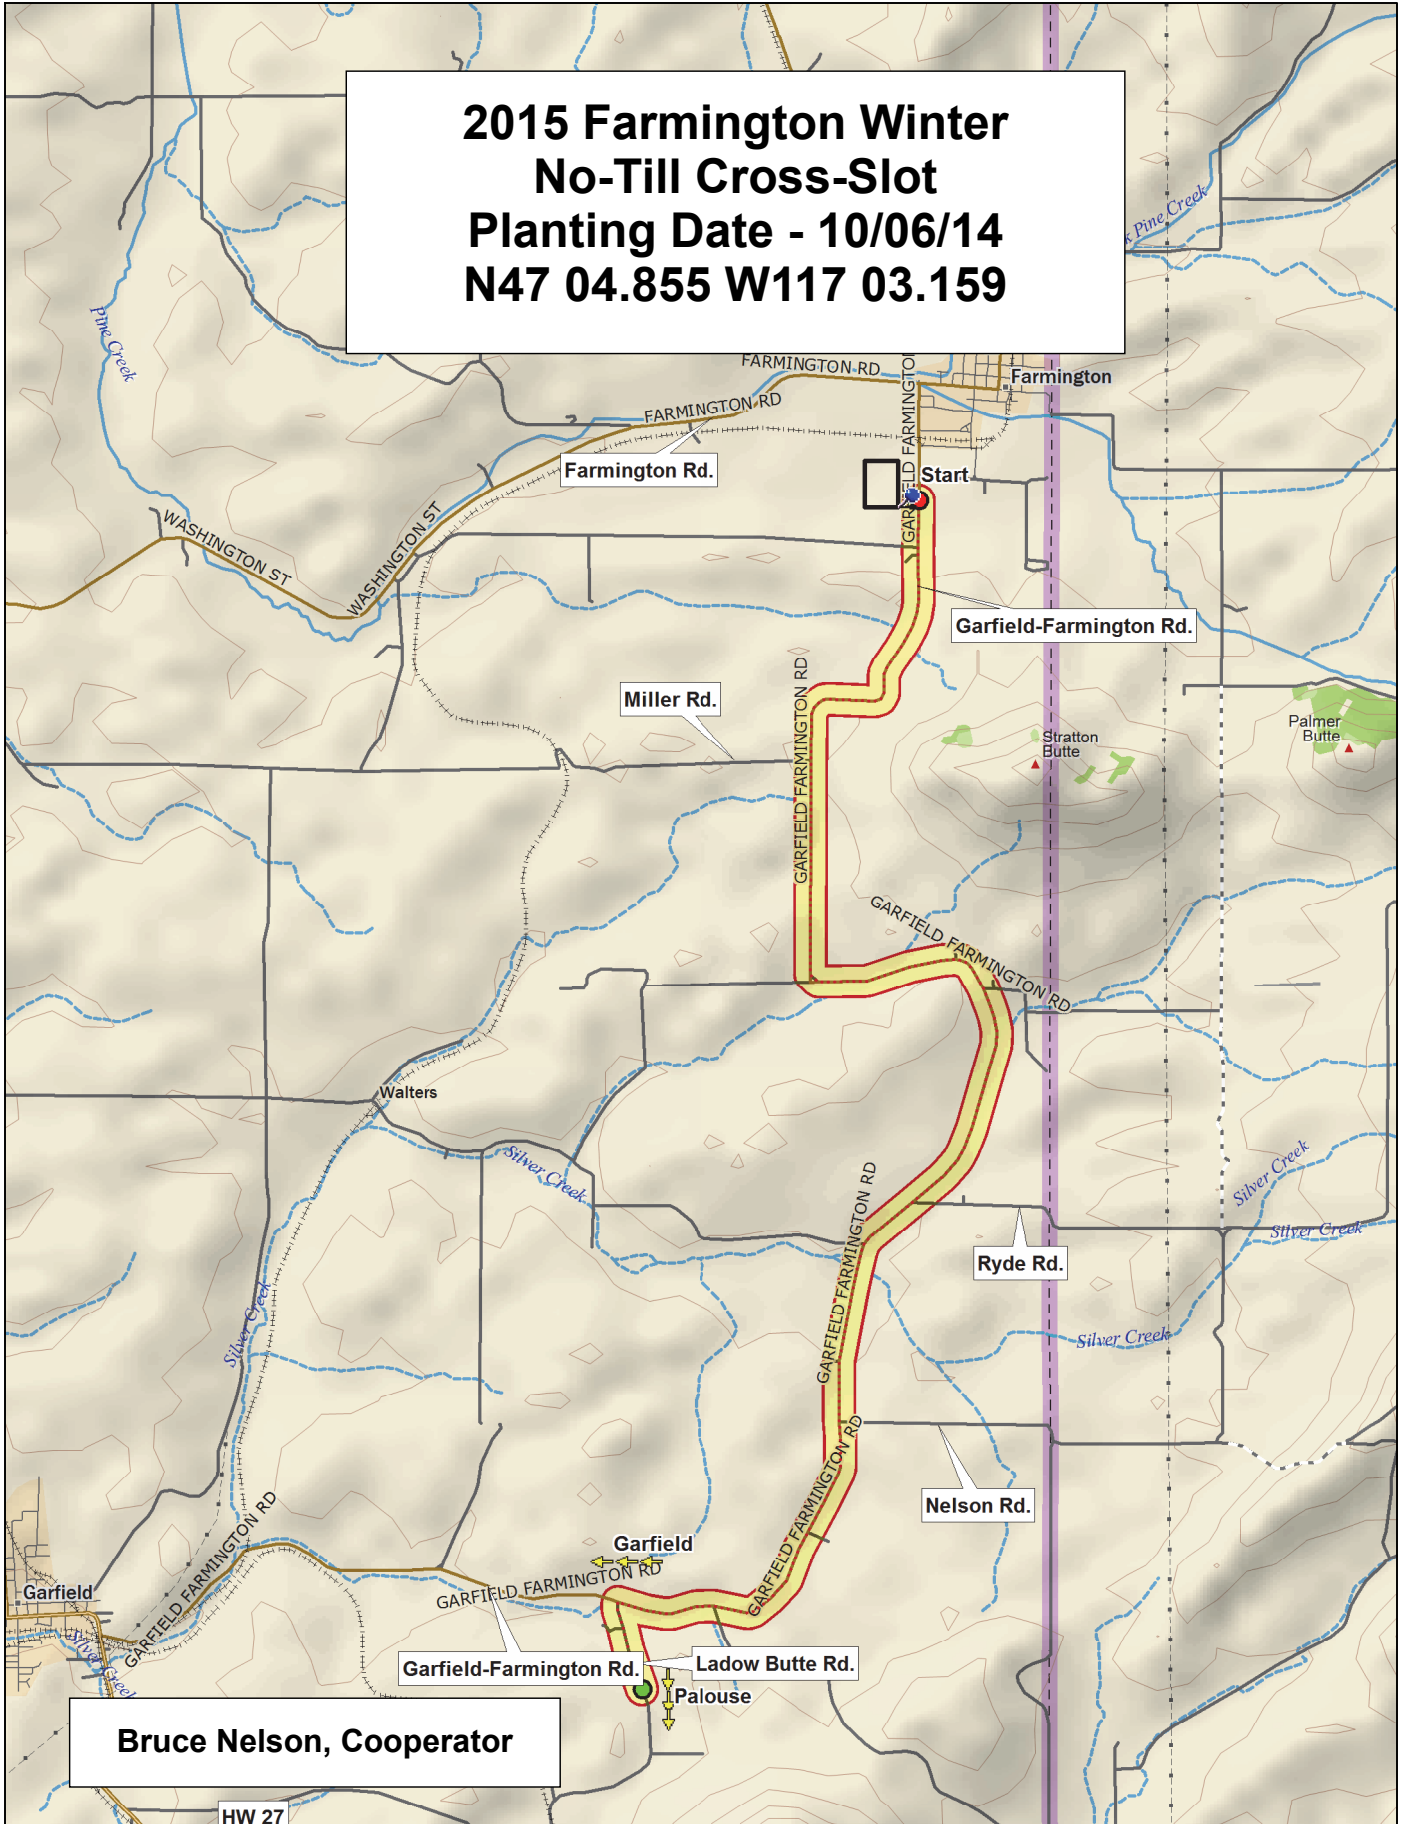 2015 Farmington Winter
No-Till Cross-Slot
Planting Date - 10/06/14
N47 04.855 W117 03.159
Pine Creek
Pine Creek
FARMINGTON RD
Farmington
FARMINGTON RD
GARFIELD FARMINGTON
Farmington Rd.
Start
WASHINGTON ST
WASHINGTON ST
Garfield-Farmington Rd.
GARFIELD FARMINGTON RD
Miller Rd.
Palmer
Butte
Stratton
Butte
GARFIELD FARMINGTON RD
Walters
Silver Creek
Silver Creek
Silver Creek
GARFIELD FARMINGTON RD
Ryde Rd.
Silver Creek
Silver Creek
GARFIELD FARMINGTON RD
Nelson Rd.
GARFIELD FARMINGTON RD
Garfield
GARFIELD FARMINGTON RD
Garfield
Silver Creek
Garfield-Farmington Rd.
Ladow Butte Rd.
Palouse
Bruce Nelson, Cooperator
HW 27